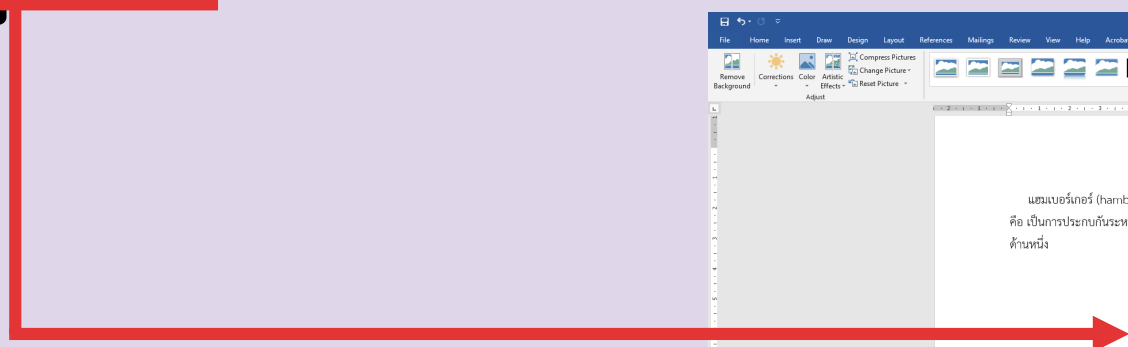 File Home Insert Draw Design Layout References Mailings Review View Help
Remove Background
Corrections
Color
Artistic Effects
Compress Pictures
Change Picture
Reset Picture
Adjust
แฮมเบอร์เกอร์ (hamb
คือ เป็นการประกบกันระห
ด้านหนึ่ง